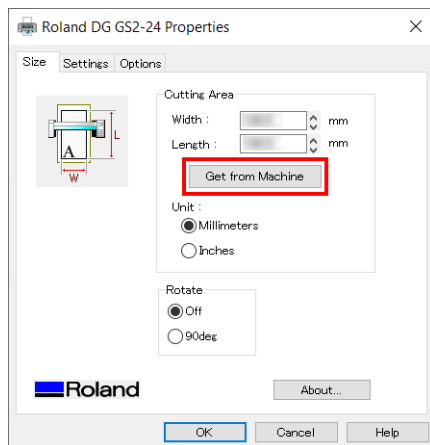 Roland DG GS2-24 Properties
Size Settings Options
Cutting Area
Width : mm
Length : mm
L
A
W
Get from Machine
Unit :
Millimeters
Inches
Rotate
Off
90deg
Roland
About...
OK Cancel Help